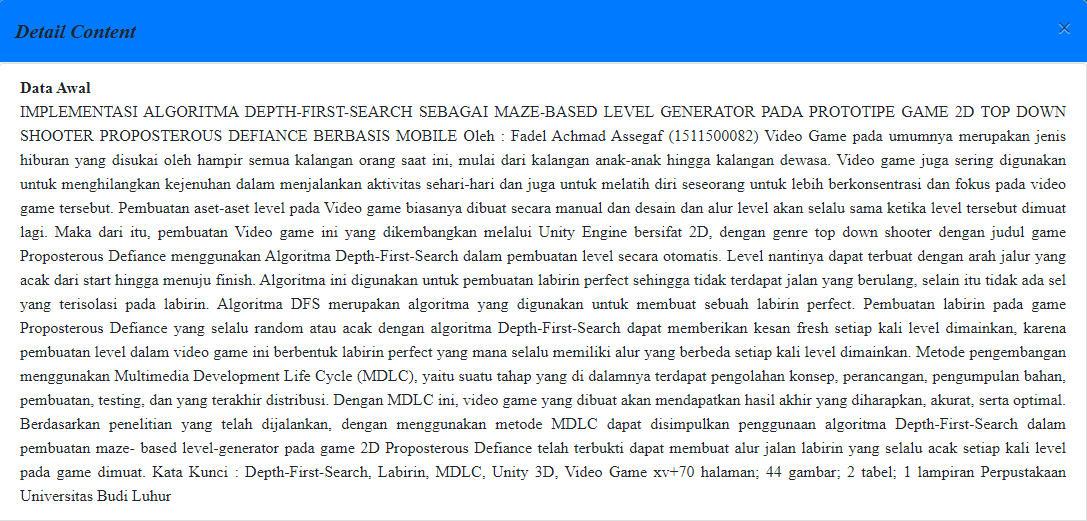 Detail Content
×
Data Awal
IMPLEMENTASI ALGORITMA DEPTH-FIRST-SEARCH SEBAGAI MAZE-BASED LEVEL GENERATOR PADA PROTOTIPE GAME 2D TOP DOWN
SHOOTER PROPOSTEROUS DEFIANCE BERBASIS MOBILE Oleh : Fadel Achmad Assegaf (1511500082) Video Game pada umumnya merupakan jenis
hiburan yang disukai oleh hampir semua kalangan orang saat ini, mulai dari kalangan anak-anak hingga kalangan dewasa. Video game juga sering digunakan
untuk menghilangkan kejenuhan dalam menjalankan aktivitas sehari-hari dan juga untuk melatih diri seseorang untuk lebih berkonsentrasi dan fokus pada video
game tersebut. Pembuatan aset-aset level pada Video game biasanya dibuat secara manual dan desain dan alur level akan selalu sama ketika level tersebut dimuat
lagi. Maka dari itu, pembuatan Video game ini yang dikembangkan melalui Unity Engine bersifat 2D, dengan genre top down shooter dengan judul game
Proposterous Defiance menggunakan Algoritma Depth-First-Search dalam pembuatan level secara otomatis. Level nantinya dapat terbuat dengan arah jalur yang
acak dari start hingga menuju finish. Algoritma ini digunakan untuk pembuatan labirin perfect sehingga tidak terdapat jalan yang berulang, selain itu tidak ada sel
yang terisolasi pada labirin. Algoritma DFS merupakan algoritma yang digunakan untuk membuat sebuah labirin perfect. Pembuatan labirin pada game
Proposterous Defiance yang selalu random atau acak dengan algoritma Depth-First-Search dapat memberikan kesan fresh setiap kali level dimainkan, karena
pembuatan level dalam video game ini berbentuk labirin perfect yang mana selalu memiliki alur yang berbeda setiap kali level dimainkan. Metode pengembangan
menggunakan Multimedia Development Life Cycle (MDLC), yaitu suatu tahap yang di dalamnya terdapat pengolahan konsep, perancangan, pengumpulan bahan,
pembuatan, testing, dan yang terakhir distribusi. Dengan MDLC ini, video game yang dibuat akan mendapatkan hasil akhir yang diharapkan, akurat, serta optimal.
Berdasarkan penelitian yang telah dijalankan, dengan menggunakan metode MDLC dapat disimpulkan penggunaan algoritma Depth-First-Search dalam
pembuatan maze- based level-generator pada game 2D Proposterous Defiance telah terbukti dapat membuat alur jalan labirin yang selalu acak setiap kali level
pada game dimuat. Kata Kunci : Depth-First-Search, Labirin, MDLC, Unity 3D, Video Game xv+70 halaman; 44 gambar; 2 tabel; 1 lampiran Perpustakaan
Universitas Budi Luhur